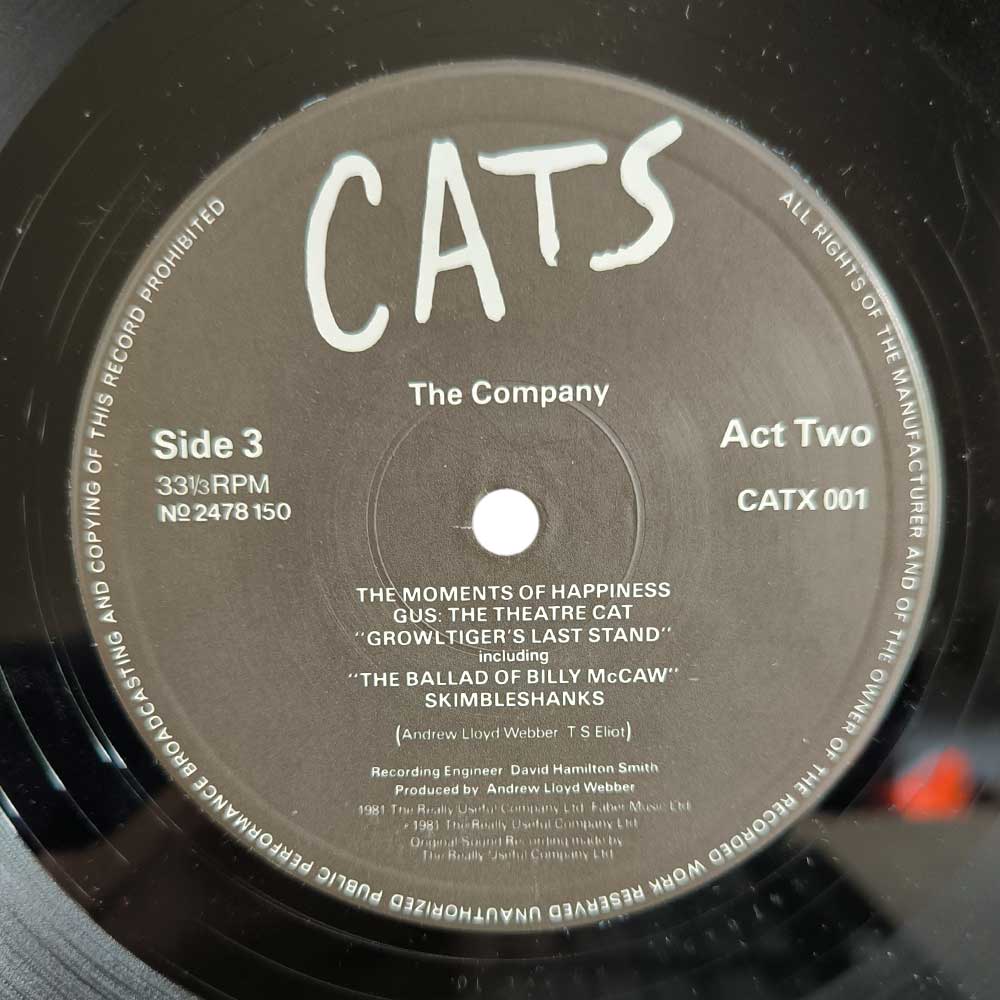 CATS
The Company
Side 3
33⅓ RPM
Nº 2478 150
Act Two
CATX 001
THE MOMENTS OF HAPPINESS
GUS: THE THEATRE CAT
"GROWLTIGER'S LAST STAND"
including
"THE BALLAD OF BILLY McCAW"
SKIMBLESHANKS
(Andrew Lloyd Webber T S Eliot)
Recording Engineer David Hamilton Smith
Produced by Andrew Lloyd Webber
1981 The Really Useful Company Ltd Faber Music Ltd
1981 The Really Useful Company Ltd
Original Sound Recording made by
The Really Useful Company Ltd
ALL RIGHTS OF THE MANUFACTURER AND OF THE OWNER OF THE RECORDED WORK RESERVED UNAUTHORIZED PUBLIC PERFORMANCE BROADCASTING AND COPYING OF THIS RECORD PROHIBITED